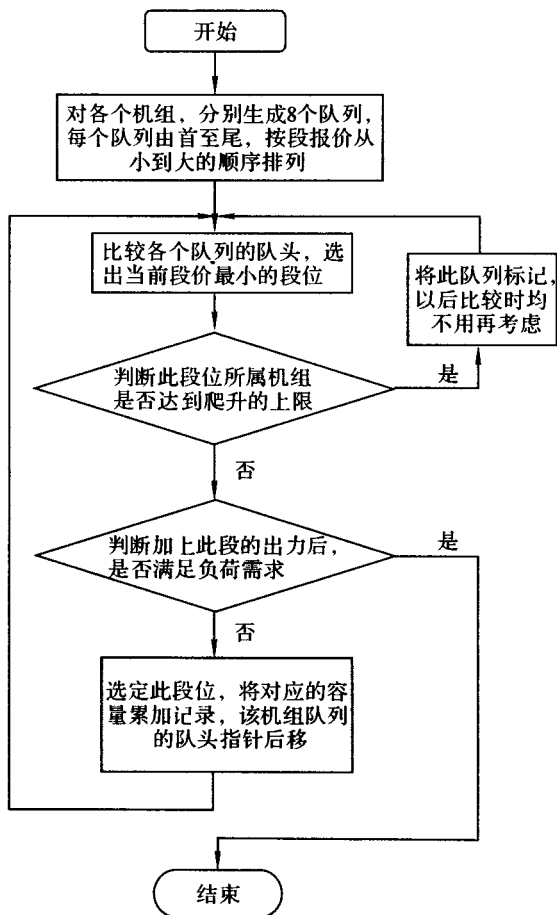 开始
对各个机组，分别生成8个队列，
每个队列由首至尾，按段报价从
小到大的顺序排列
比较各个队列的队头，选
出当前段价最小的段位
将此队列标记，
以后比较时均
不用再考虑
判断此段位所属机组
是否达到爬升的上限
是
否
判断加上此段的出力后，
是否满足负荷需求
是
否
选定此段位，将对应的容
量累加记录，该机组队列
的队头指针后移
结束